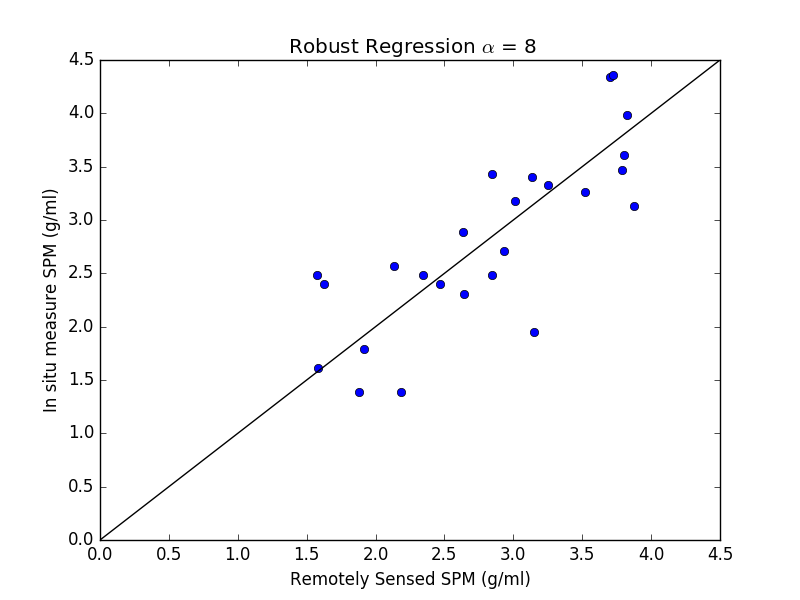 Robust Regression α = 8
4.5
4.0
3.5
3.0
2.5
2.0
1.5
1.0
0.5
0.0
In situ measure SPM (g/ml)
0.0 0.5 1.0 1.5 2.0 2.5 3.0 3.5 4.0 4.5
Remotely Sensed SPM (g/ml)